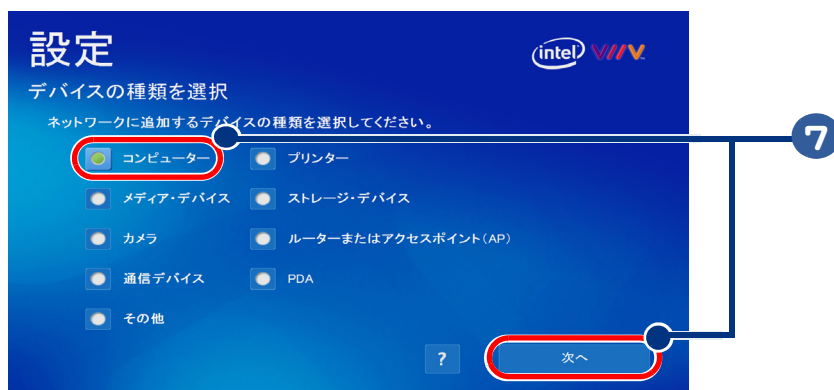 設定
intel VIIV
デバイスの種類を選択
ネットワークに追加するデバイスの種類を選択してください。
7
コンピューター プリンター
メディア・デバイス ストレージ・デバイス
カメラ ルーターまたはアクセスポイント(AP)
通信デバイス PDA
その他
? 次へ